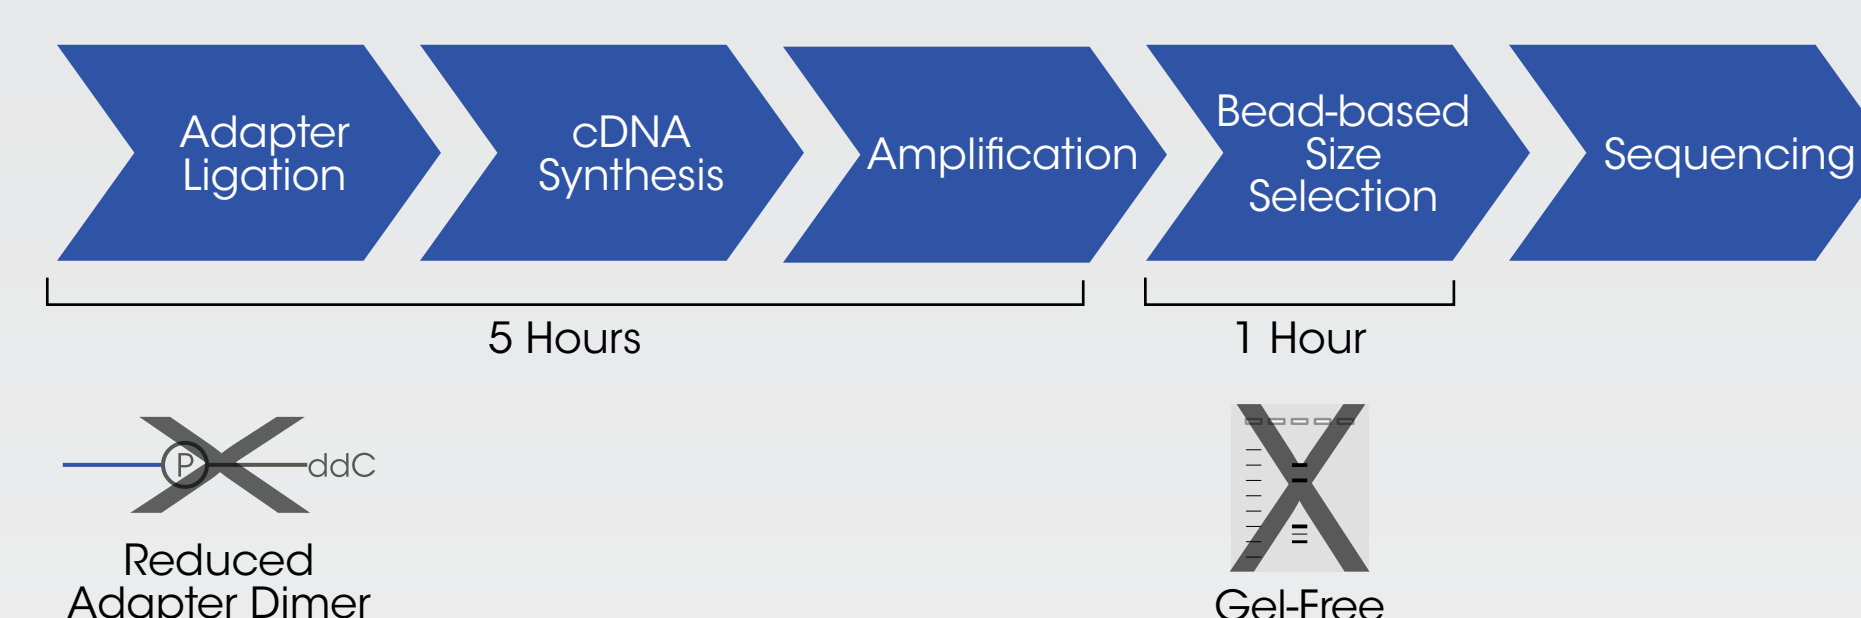 Adapter
Ligation
cDNA
Synthesis
Amplification
Bead-based
Size
Selection
Sequencing
5 Hours
1 Hour
P
ddC
Reduced
Adapter Dimer
Gel-Free